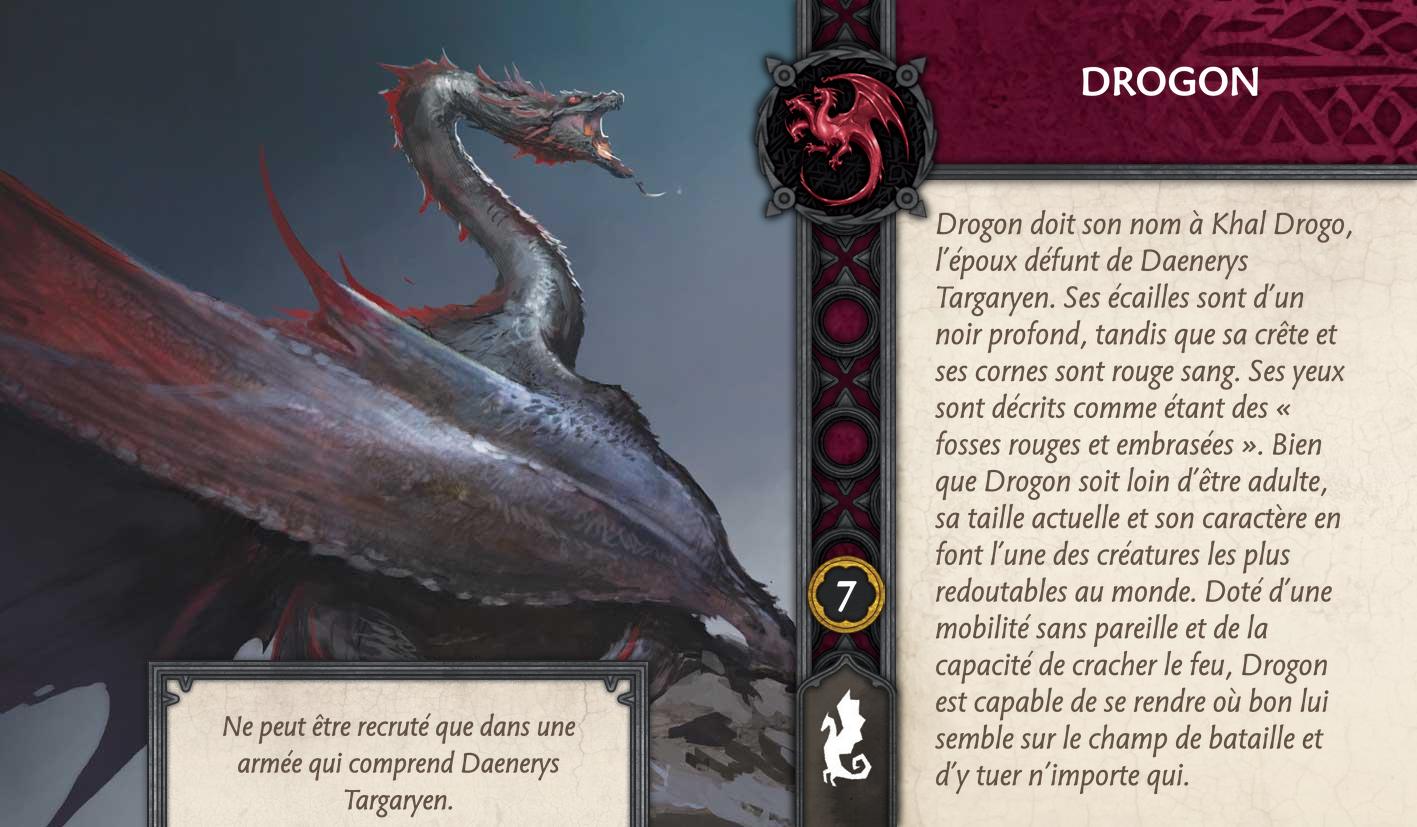 DROGON
Drogon doit son nom à Khal Drogo,
l'époux défunt de Daenerys
Targaryen. Ses écailles sont d'un
noir profond, tandis que sa crête et
ses cornes sont rouge sang. Ses yeux
sont décrits comme étant des «
fosses rouges et embrasées ». Bien
que Drogon soit loin d'être adulte,
sa taille actuelle et son caractère en
font l'une des créatures les plus
redoutables au monde. Doté d'une
mobilité sans pareille et de la
capacité de cracher le feu, Drogon
est capable de se rendre où bon lui
semble sur le champ de bataille et
d'y tuer n'importe qui.
7
Ne peut être recruté que dans une
armée qui comprend Daenerys
Targaryen.